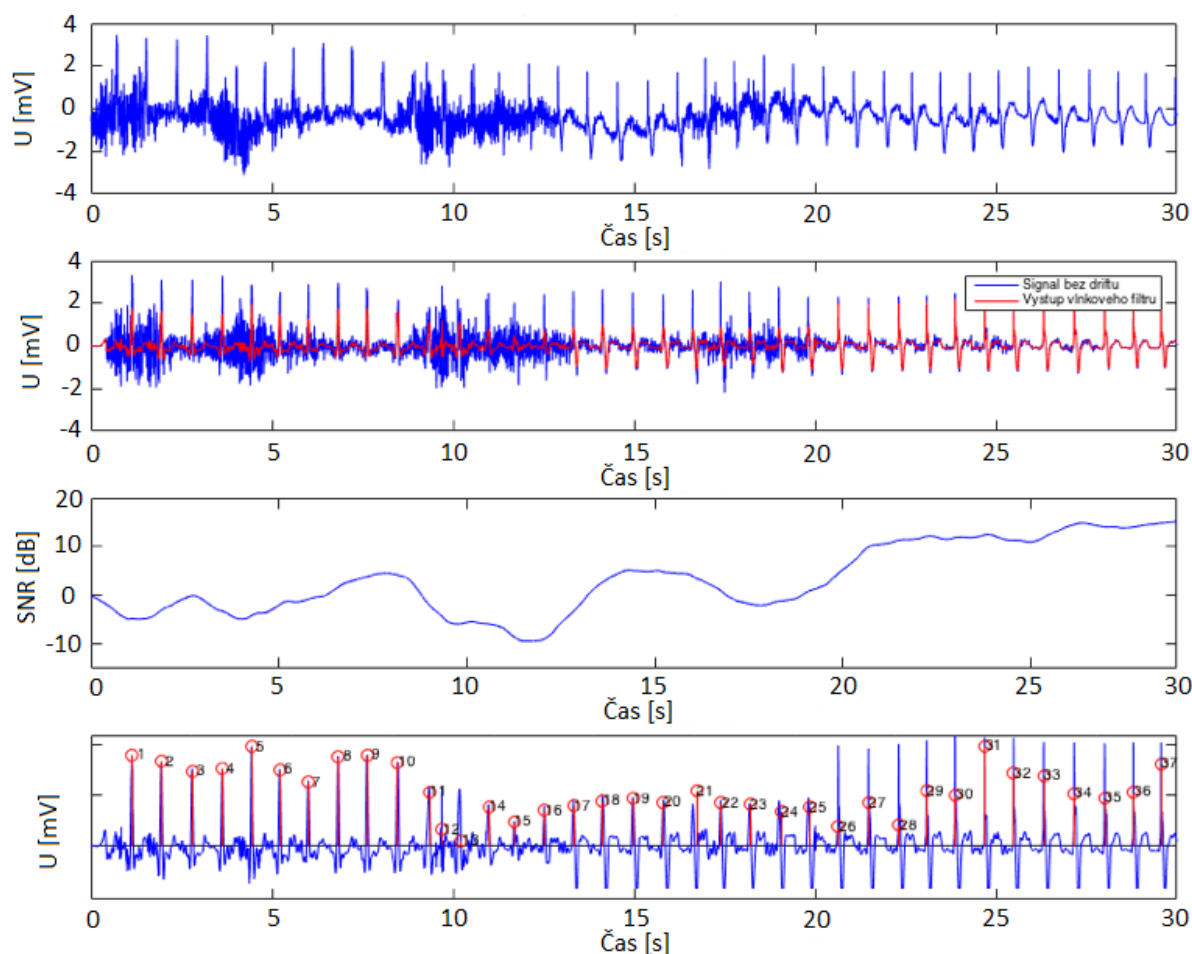 4
2
0
-2
-4
U [mV]
0 5 10 15 20 25 30
Čas [s]
4
2
0
-2
-4
U [mV]
Signal bez driftu
Vystup vlnkoveho filtru
0 5 10 15 20 25 30
Čas [s]
20
10
0
-10
SNR [dB]
0 5 10 15 20 25 30
Čas [s]
U [mV]
1 2 3 4 5 6 7 8 9 10 11 12 13 14 15 16 17 18 19 20 21 22 23 24 25 26 27 28 29 30 31 32 33 34 35 36 37
0 5 10 15 20 25 30
Čas [s]